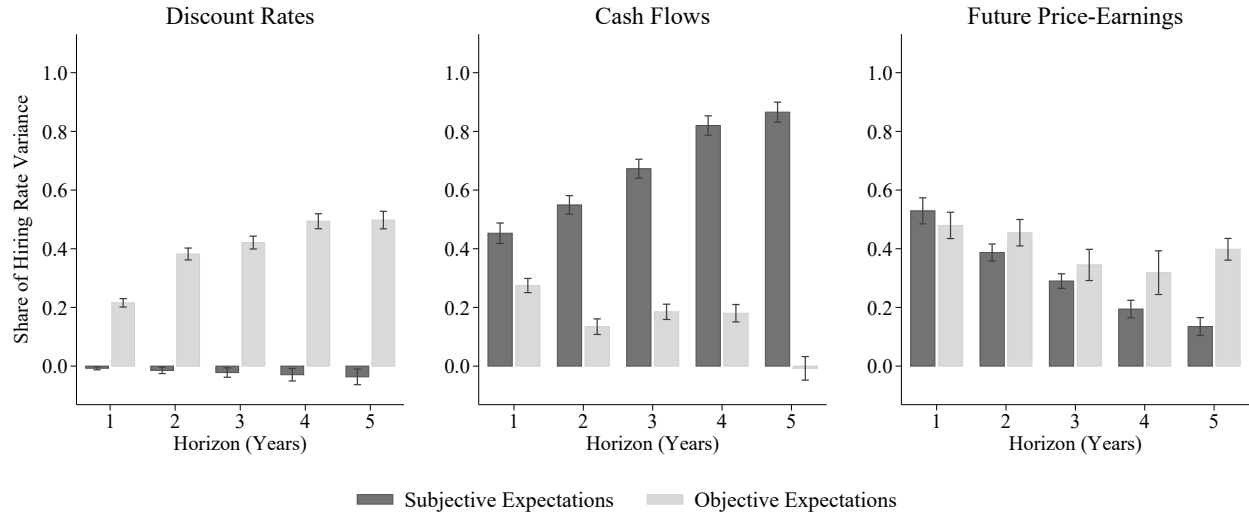 Discount Rates
Cash Flows
Future Price-Earnings
Share of Hiring Rate Variance
1.0
0.8
0.6
0.4
0.2
0.0
1 2 3 4 5
Horizon (Years)
1.0
0.8
0.6
0.4
0.2
0.0
1 2 3 4 5
Horizon (Years)
1.0
0.8
0.6
0.4
0.2
0.0
1 2 3 4 5
Horizon (Years)
Subjective Expectations
Objective Expectations